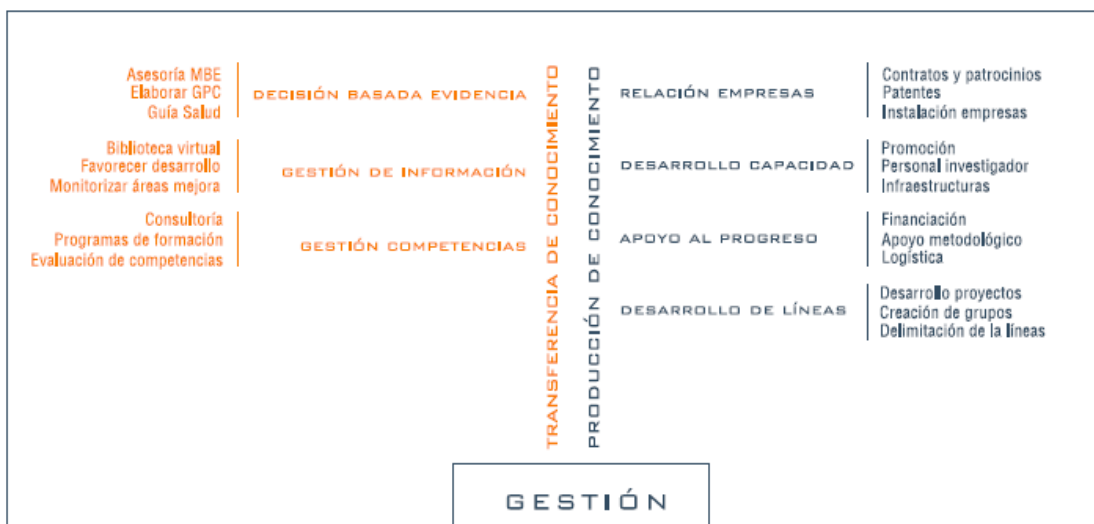 Asesoría MBE
Elaborar GPC
Guía Salud
DECISIÓN BASADA EVIDENCIA
Biblioteca virtual
Favorecer desarrollo
Monitorizar áreas mejora
GESTIÓN DE INFORMACIÓN
Consultoría
Programas de formación
Evaluación de competencias
GESTIÓN COMPETENCIAS
TRANSFERENCIA DE CONOCIMIENTO
PRODUCCIÓN DE CONOCIMIENTO
RELACIÓN EMPRESAS
Contratos y patrocinios
Patentes
Instalación empresas
DESARROLLO CAPACIDAD
Promoción
Personal investigador
Infraestructuras
APOYO AL PROGRESO
Financiación
Apoyo metodológico
Logística
DESARROLLO DE LÍNEAS
Desarrollo proyectos
Creación de grupos
Delimitación de la líneas
GESTIÓN